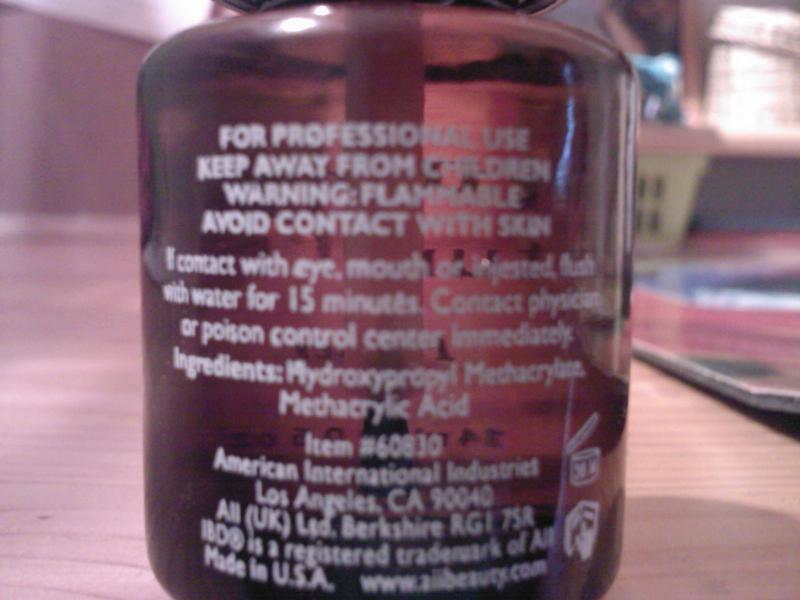 FOR PROFESSIONAL USE
KEEP AWAY FROM CHILDREN
WARNING: FLAMMABLE
AVOID CONTACT WITH SKIN
If contact with eye, mouth or injested, flush
with water for 15 minutes. Contact physician
or poison control center immediately.
Ingredients: Hydroxypropyl Methacrylate,
Methacrylic Acid
Item #60830
American International Industries
Los Angeles, CA 90040
AII (UK) Ltd. Berkshire RG1 7SR
IBD® is a registered trademark of AII
Made in U.S.A. www.aiibeauty.com